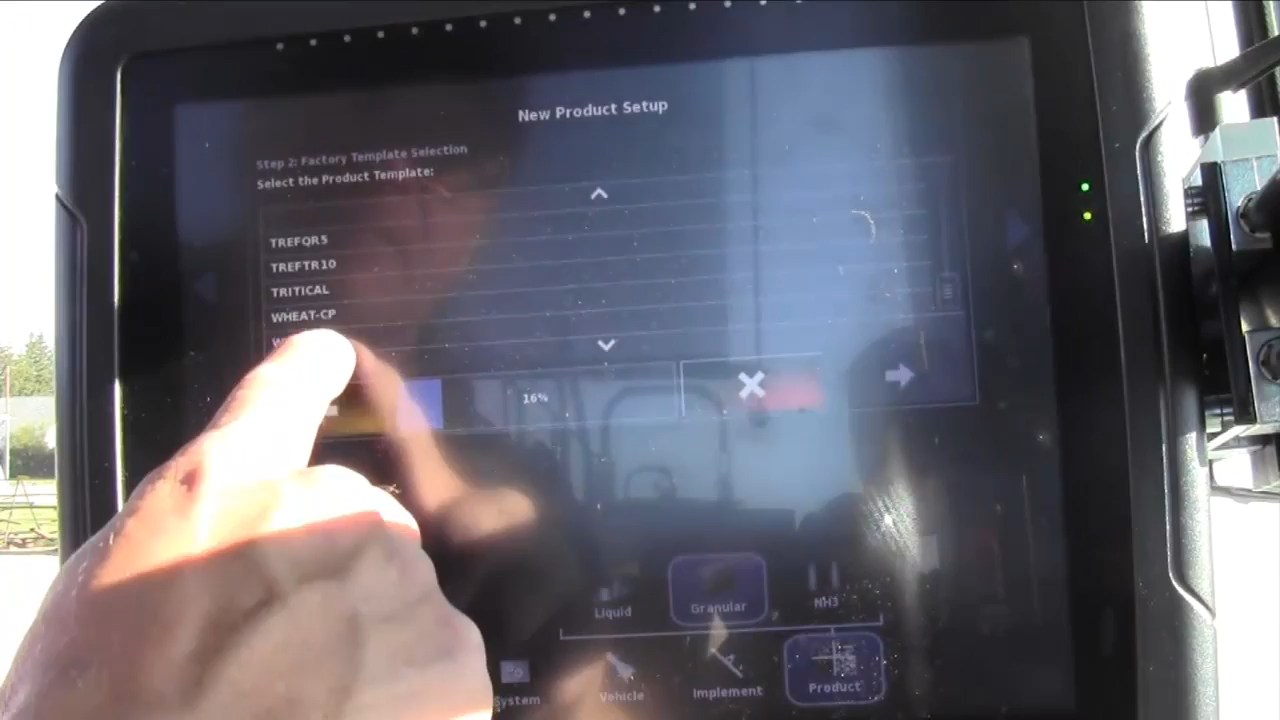 New Product Setup
Step 2: Factory Template Selection
Select the Product Template:
TREFQR5
TREFTR10
TRITICAL
WHEAT-CP
16%
Liquid
Granular
NH3
System
Vehicle
Implement
Product